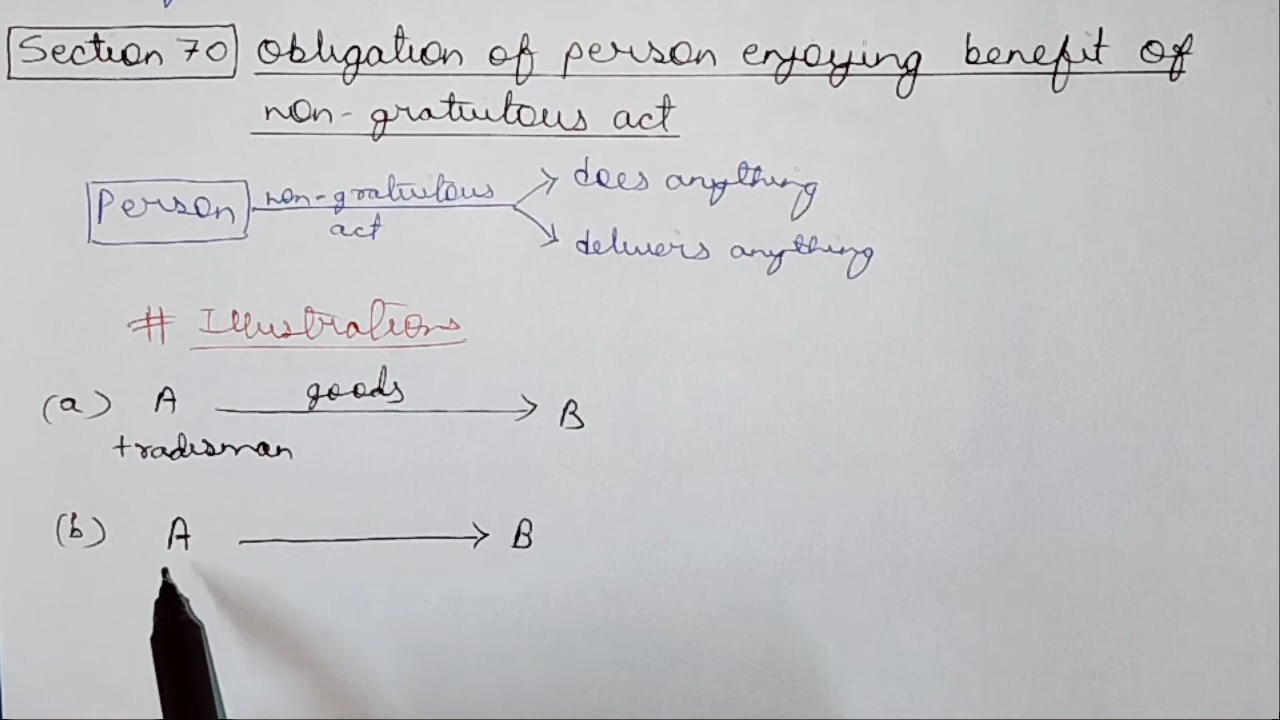 Section 70 Obligation of person enjoying benefit of
non-gratuitous act
Person non-gratuitous act
does anything
delivers anything
# Illustrations
(a) A goods B
tradesman
(b) A B